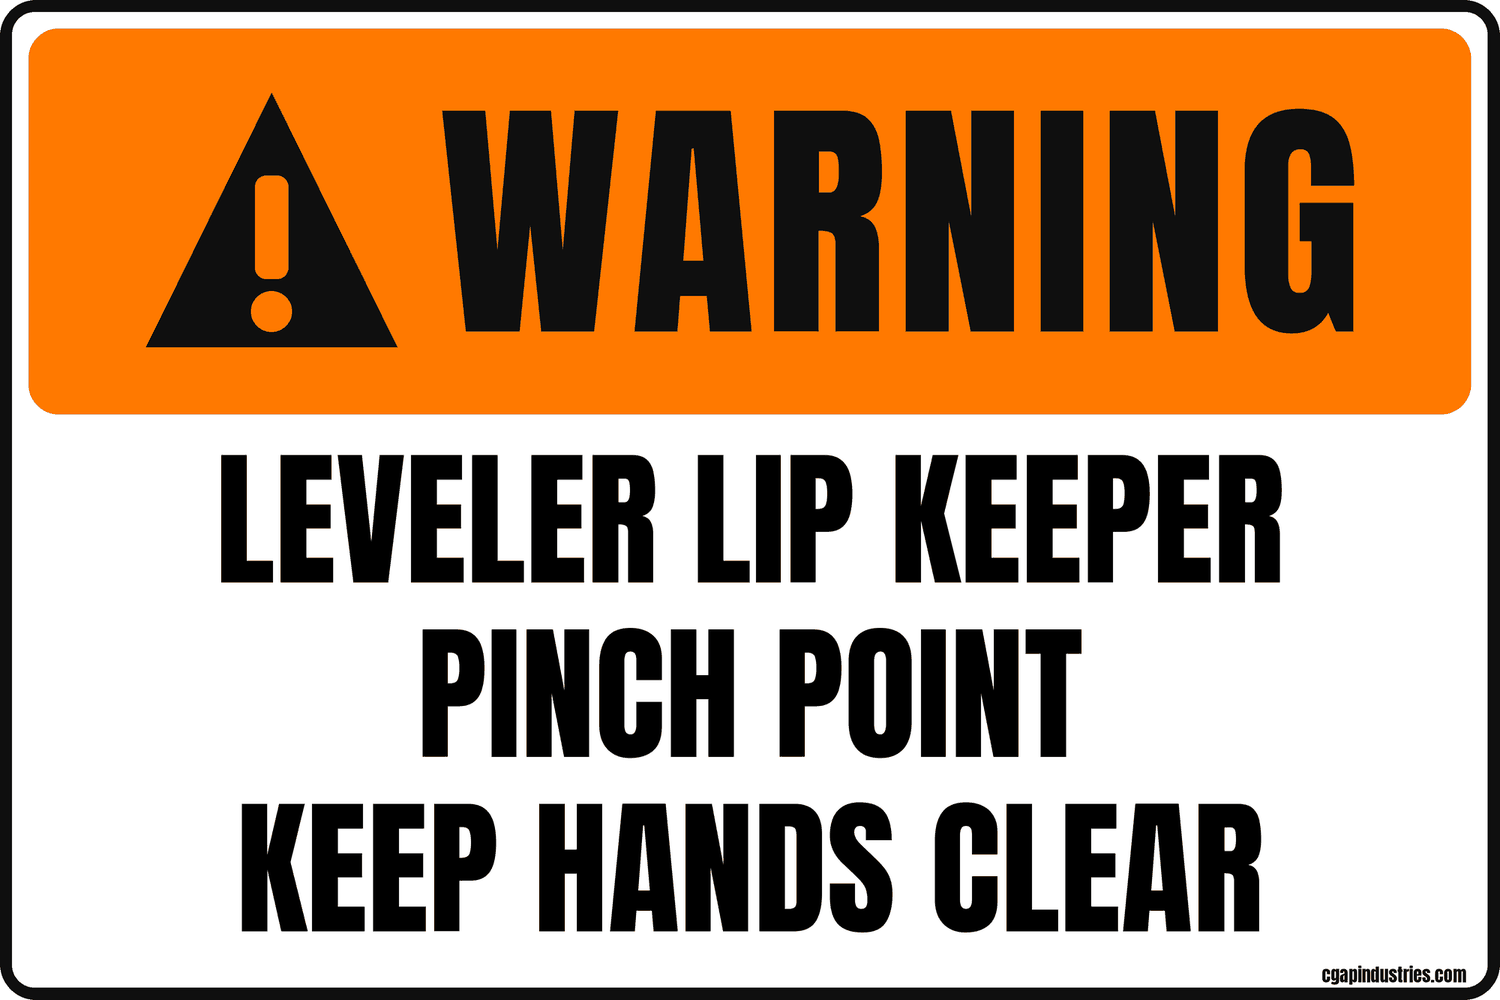 WARNING
LEVELER LIP KEEPER
PINCH POINT
KEEP HANDS CLEAR
cgapindustries.com